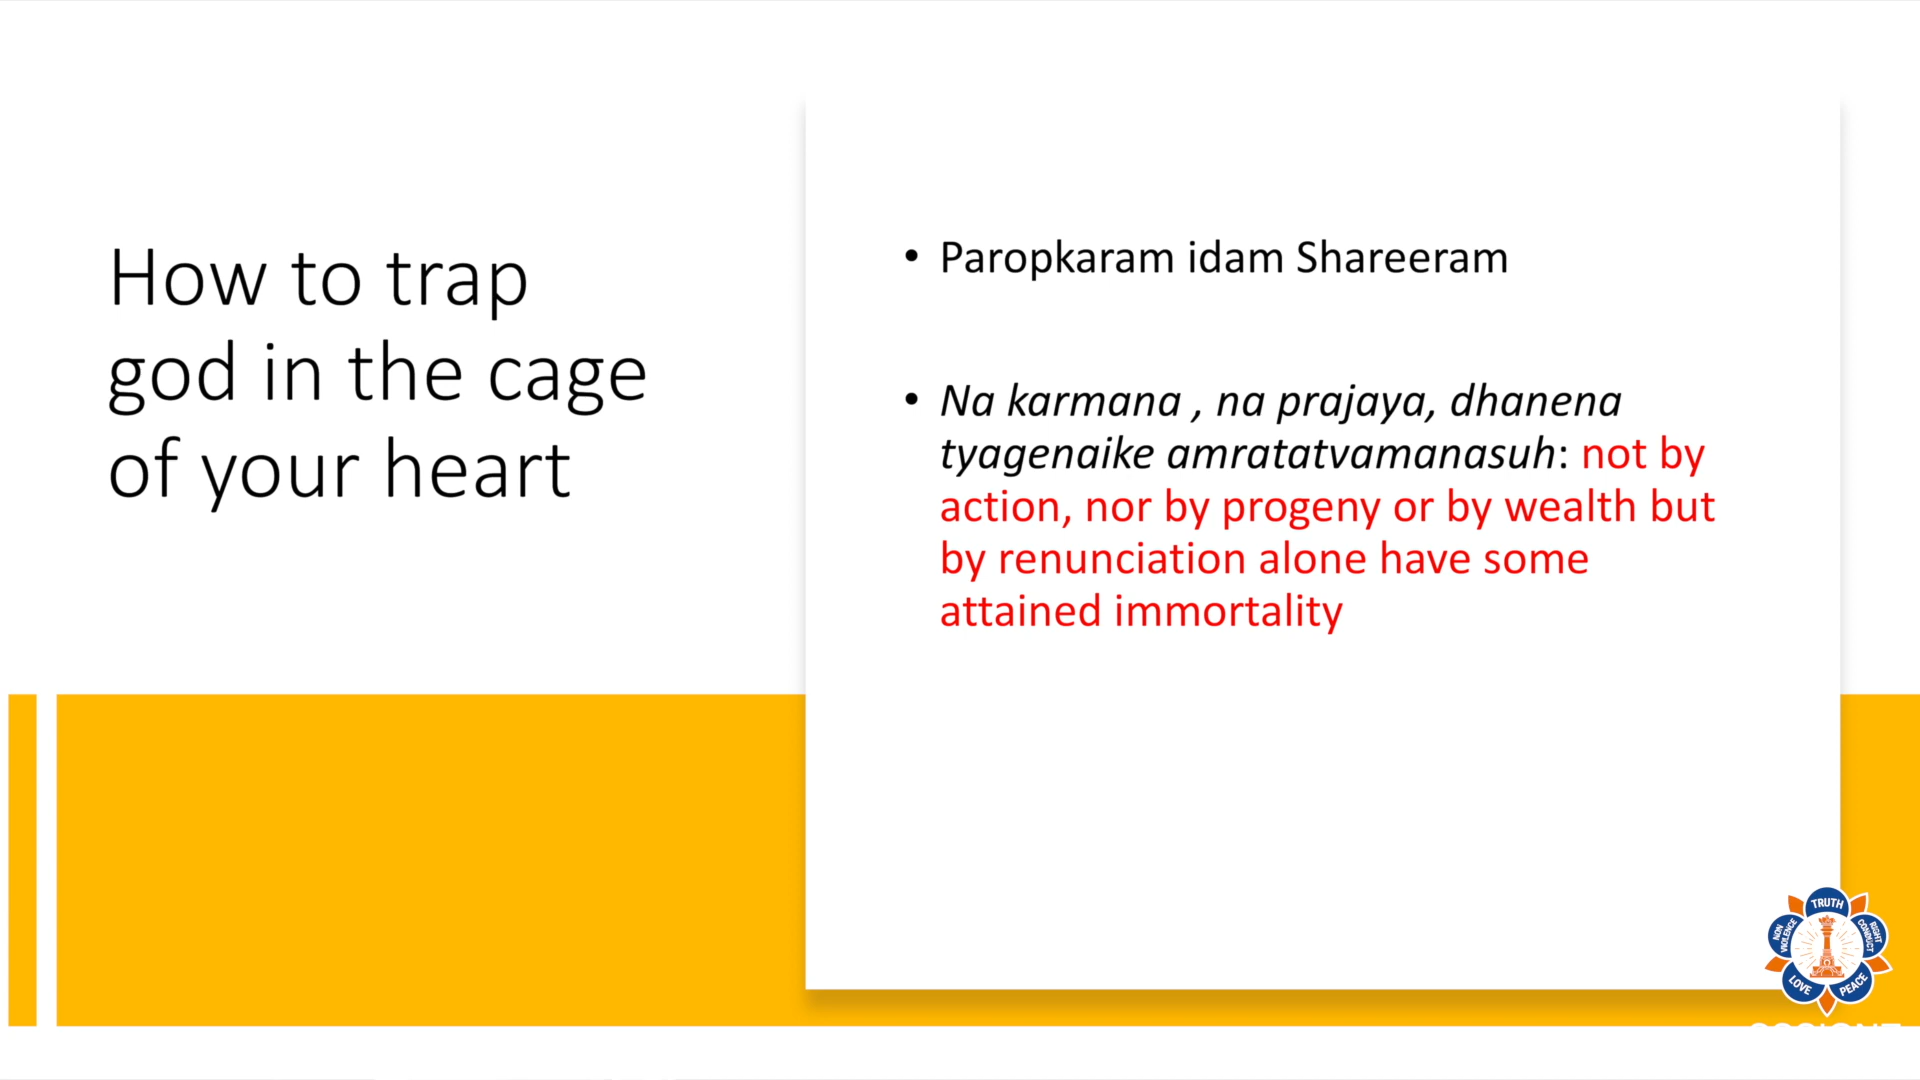 How to trap
god in the cage
of your heart
• Paropkaram idam Shareeram
• Na karmana , na prajaya, dhanena
tyagenaike amratatvamanasuh: not by
action, nor by progeny or by wealth but
by renunciation alone have some
attained immortality
TRUTH
NON
VIOLENCE
RIGHT
CONDUCT
LOVE
PEACE